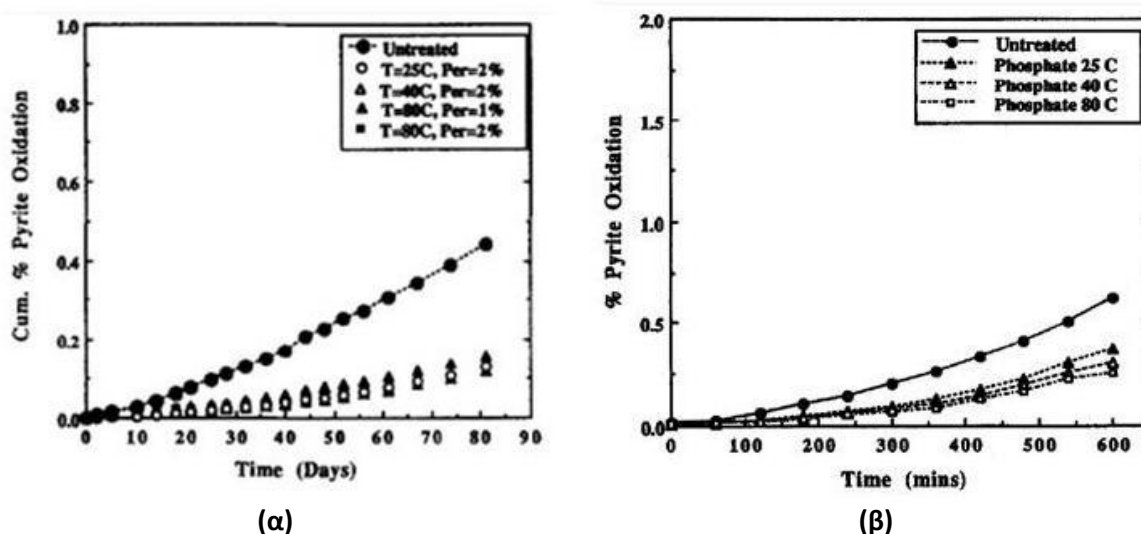 1.0
0.8
0.6
0.4
0.2
0.0
Cum. % Pyrite Oxidation
Untreated
T=25C, Per=2%
T=40C, Per=2%
T=80C, Per=1%
T=80C, Per=2%
0 10 20 30 40 50 60 70 80 90
Time (Days)
(α)
2.0
1.5
1.0
0.5
0.0
% Pyrite Oxidation
Untreated
Phosphate 25 C
Phosphate 40 C
Phosphate 80 C
0 100 200 300 400 500 600
Time (mins)
(β)